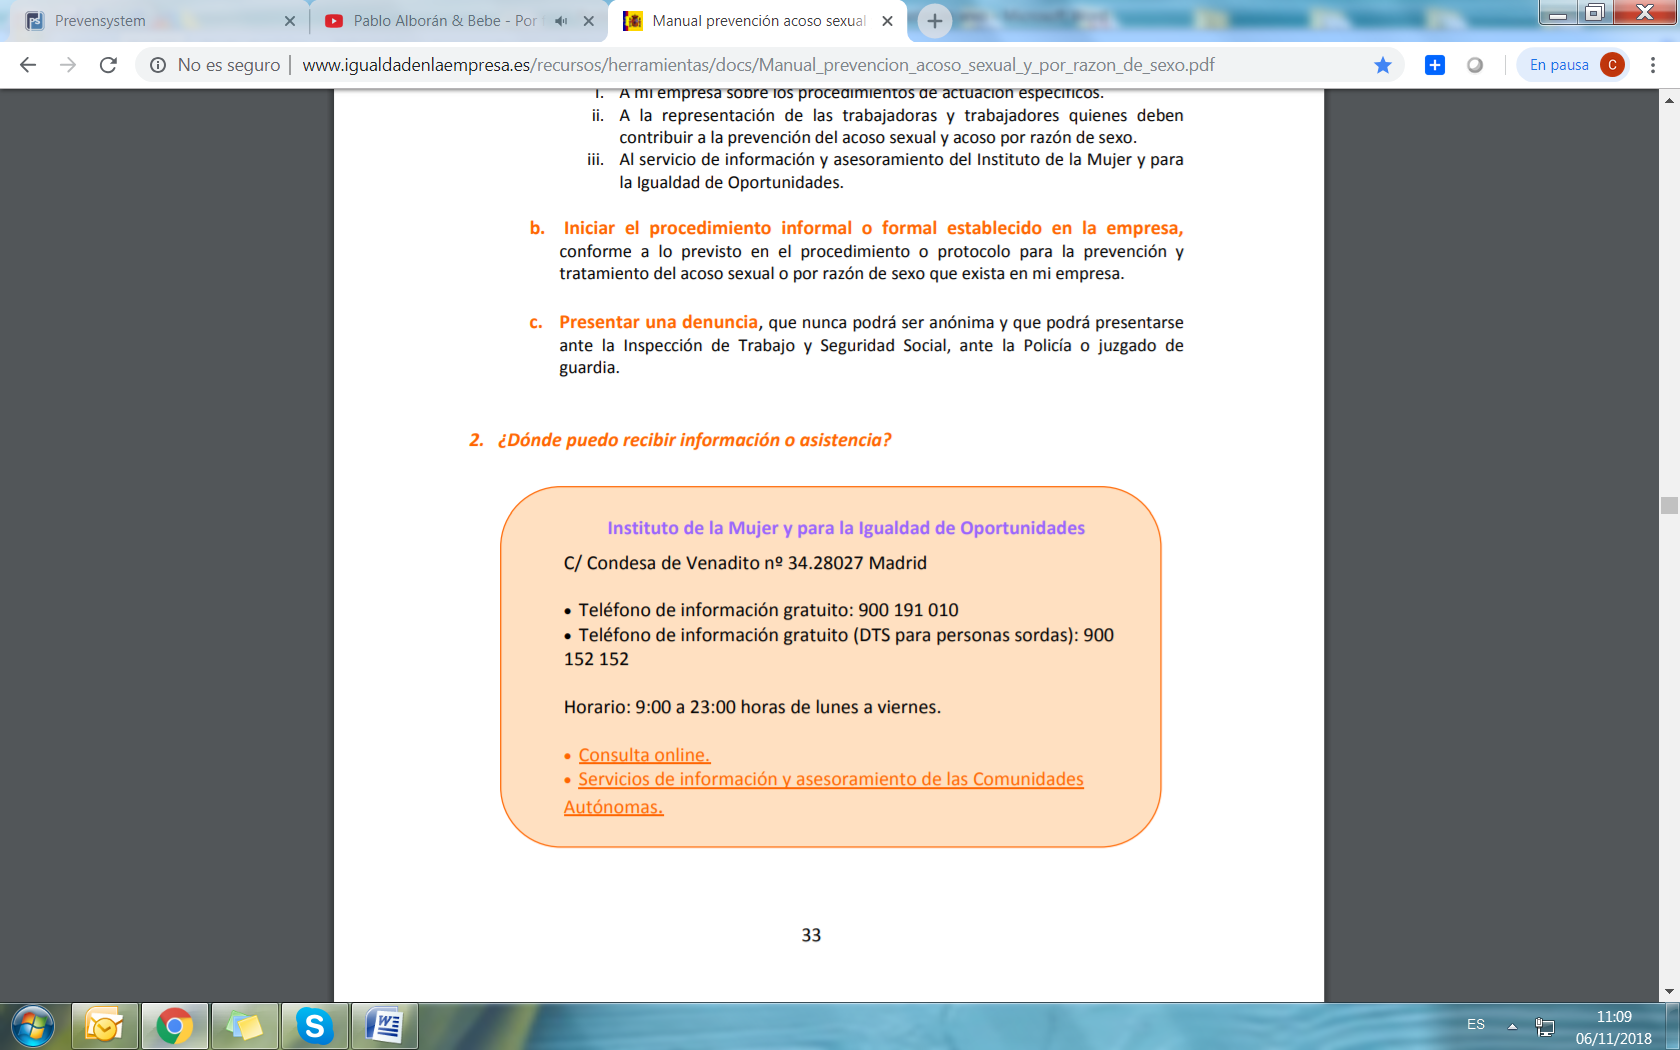 Prevensystem
Pablo Alborán & Bebe - Por
Manual prevención acoso sexual
No es seguro | www.igualdadenlaempresa.es/recursos/herramientas/docs/Manual_prevencion_acoso_sexual_y_por_razon_de_sexo.pdf
En pausa C
i. A mi empresa sobre los procedimientos de actuación específicos.
ii. A la representación de las trabajadoras y trabajadores quienes deben
contribuir a la prevención del acoso sexual y acoso por razón de sexo.
iii. Al servicio de información y asesoramiento del Instituto de la Mujer y para
la Igualdad de Oportunidades.
b. Iniciar el procedimiento informal o formal establecido en la empresa,
conforme a lo previsto en el procedimiento o protocolo para la prevención y
tratamiento del acoso sexual o por razón de sexo que exista en mi empresa.
c. Presentar una denuncia, que nunca podrá ser anónima y que podrá presentarse
ante la Inspección de Trabajo y Seguridad Social, ante la Policía o juzgado de
guardia.
2. ¿Dónde puedo recibir información o asistencia?
Instituto de la Mujer y para la Igualdad de Oportunidades
C/ Condesa de Venadito nº 34.28027 Madrid
• Teléfono de información gratuito: 900 191 010
• Teléfono de información gratuito (DTS para personas sordas): 900
152 152
Horario: 9:00 a 23:00 horas de lunes a viernes.
• Consulta online.
• Servicios de información y asesoramiento de las Comunidades
Autónomas.
33
ES
11:09
06/11/2018